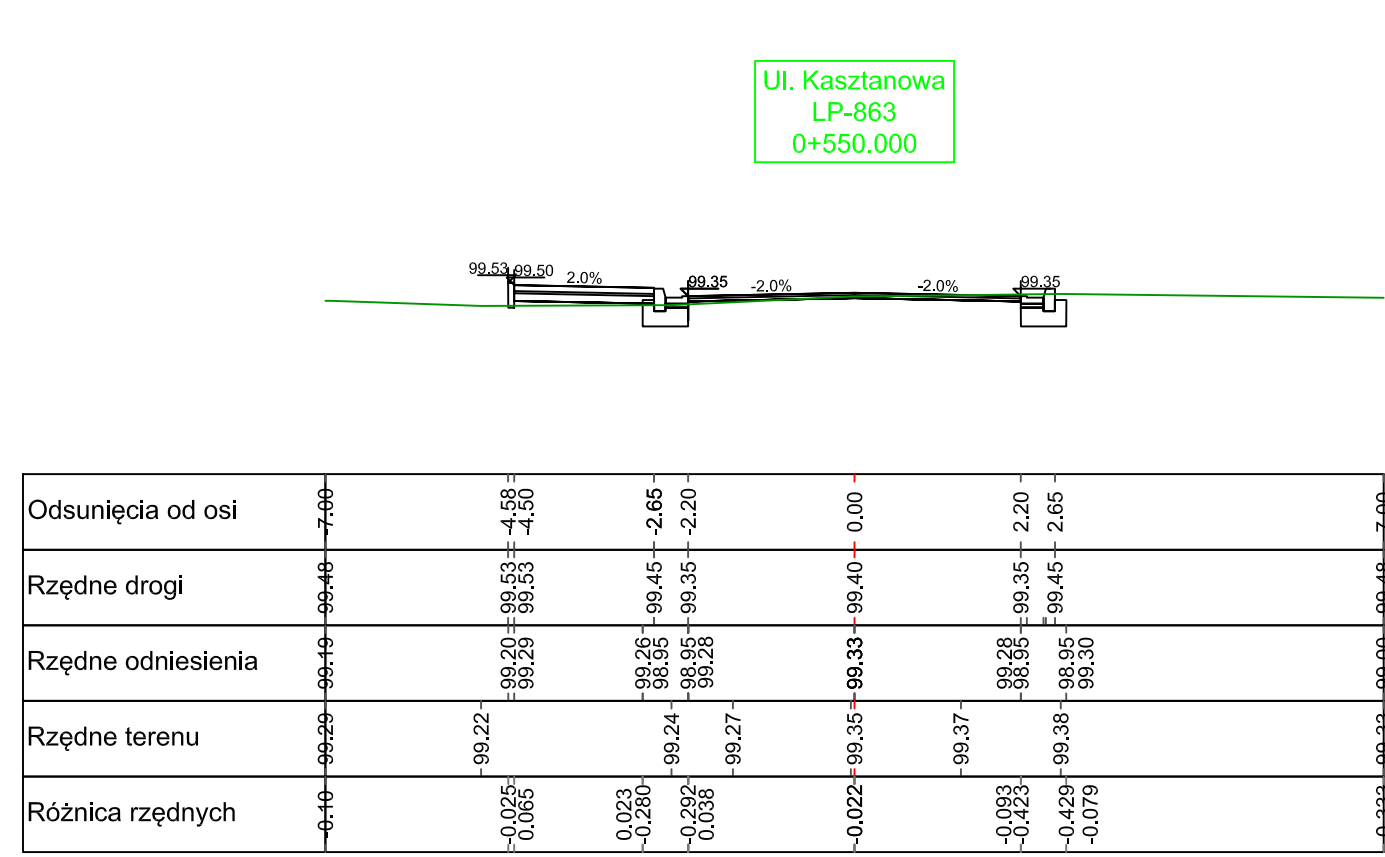 Ul. Kasztanowa
LP-863
0+550.000
99.53 99.50 2.0% 99.35 -2.0% -2.0% 99.35
Odsunięcia od osi -7.00 -4.58 -4.50 -2.65 -2.20 0.00 2.20 2.65 7.00
Rzędne drogi 99.48 99.53 99.53 99.45 99.35 99.40 99.35 99.45 99.48
Rzędne odniesienia 99.19 99.20 99.29 99.26 98.95 98.95 99.28 99.33 99.28 98.95 98.95 99.30
Rzędne terenu 99.29 99.22 99.24 99.27 99.35 99.37 99.38
Różnica rzędnych -0.10 -0.025 0.065 0.023 -0.280 -0.292 0.038 -0.022 -0.093 -0.423 -0.429 -0.079